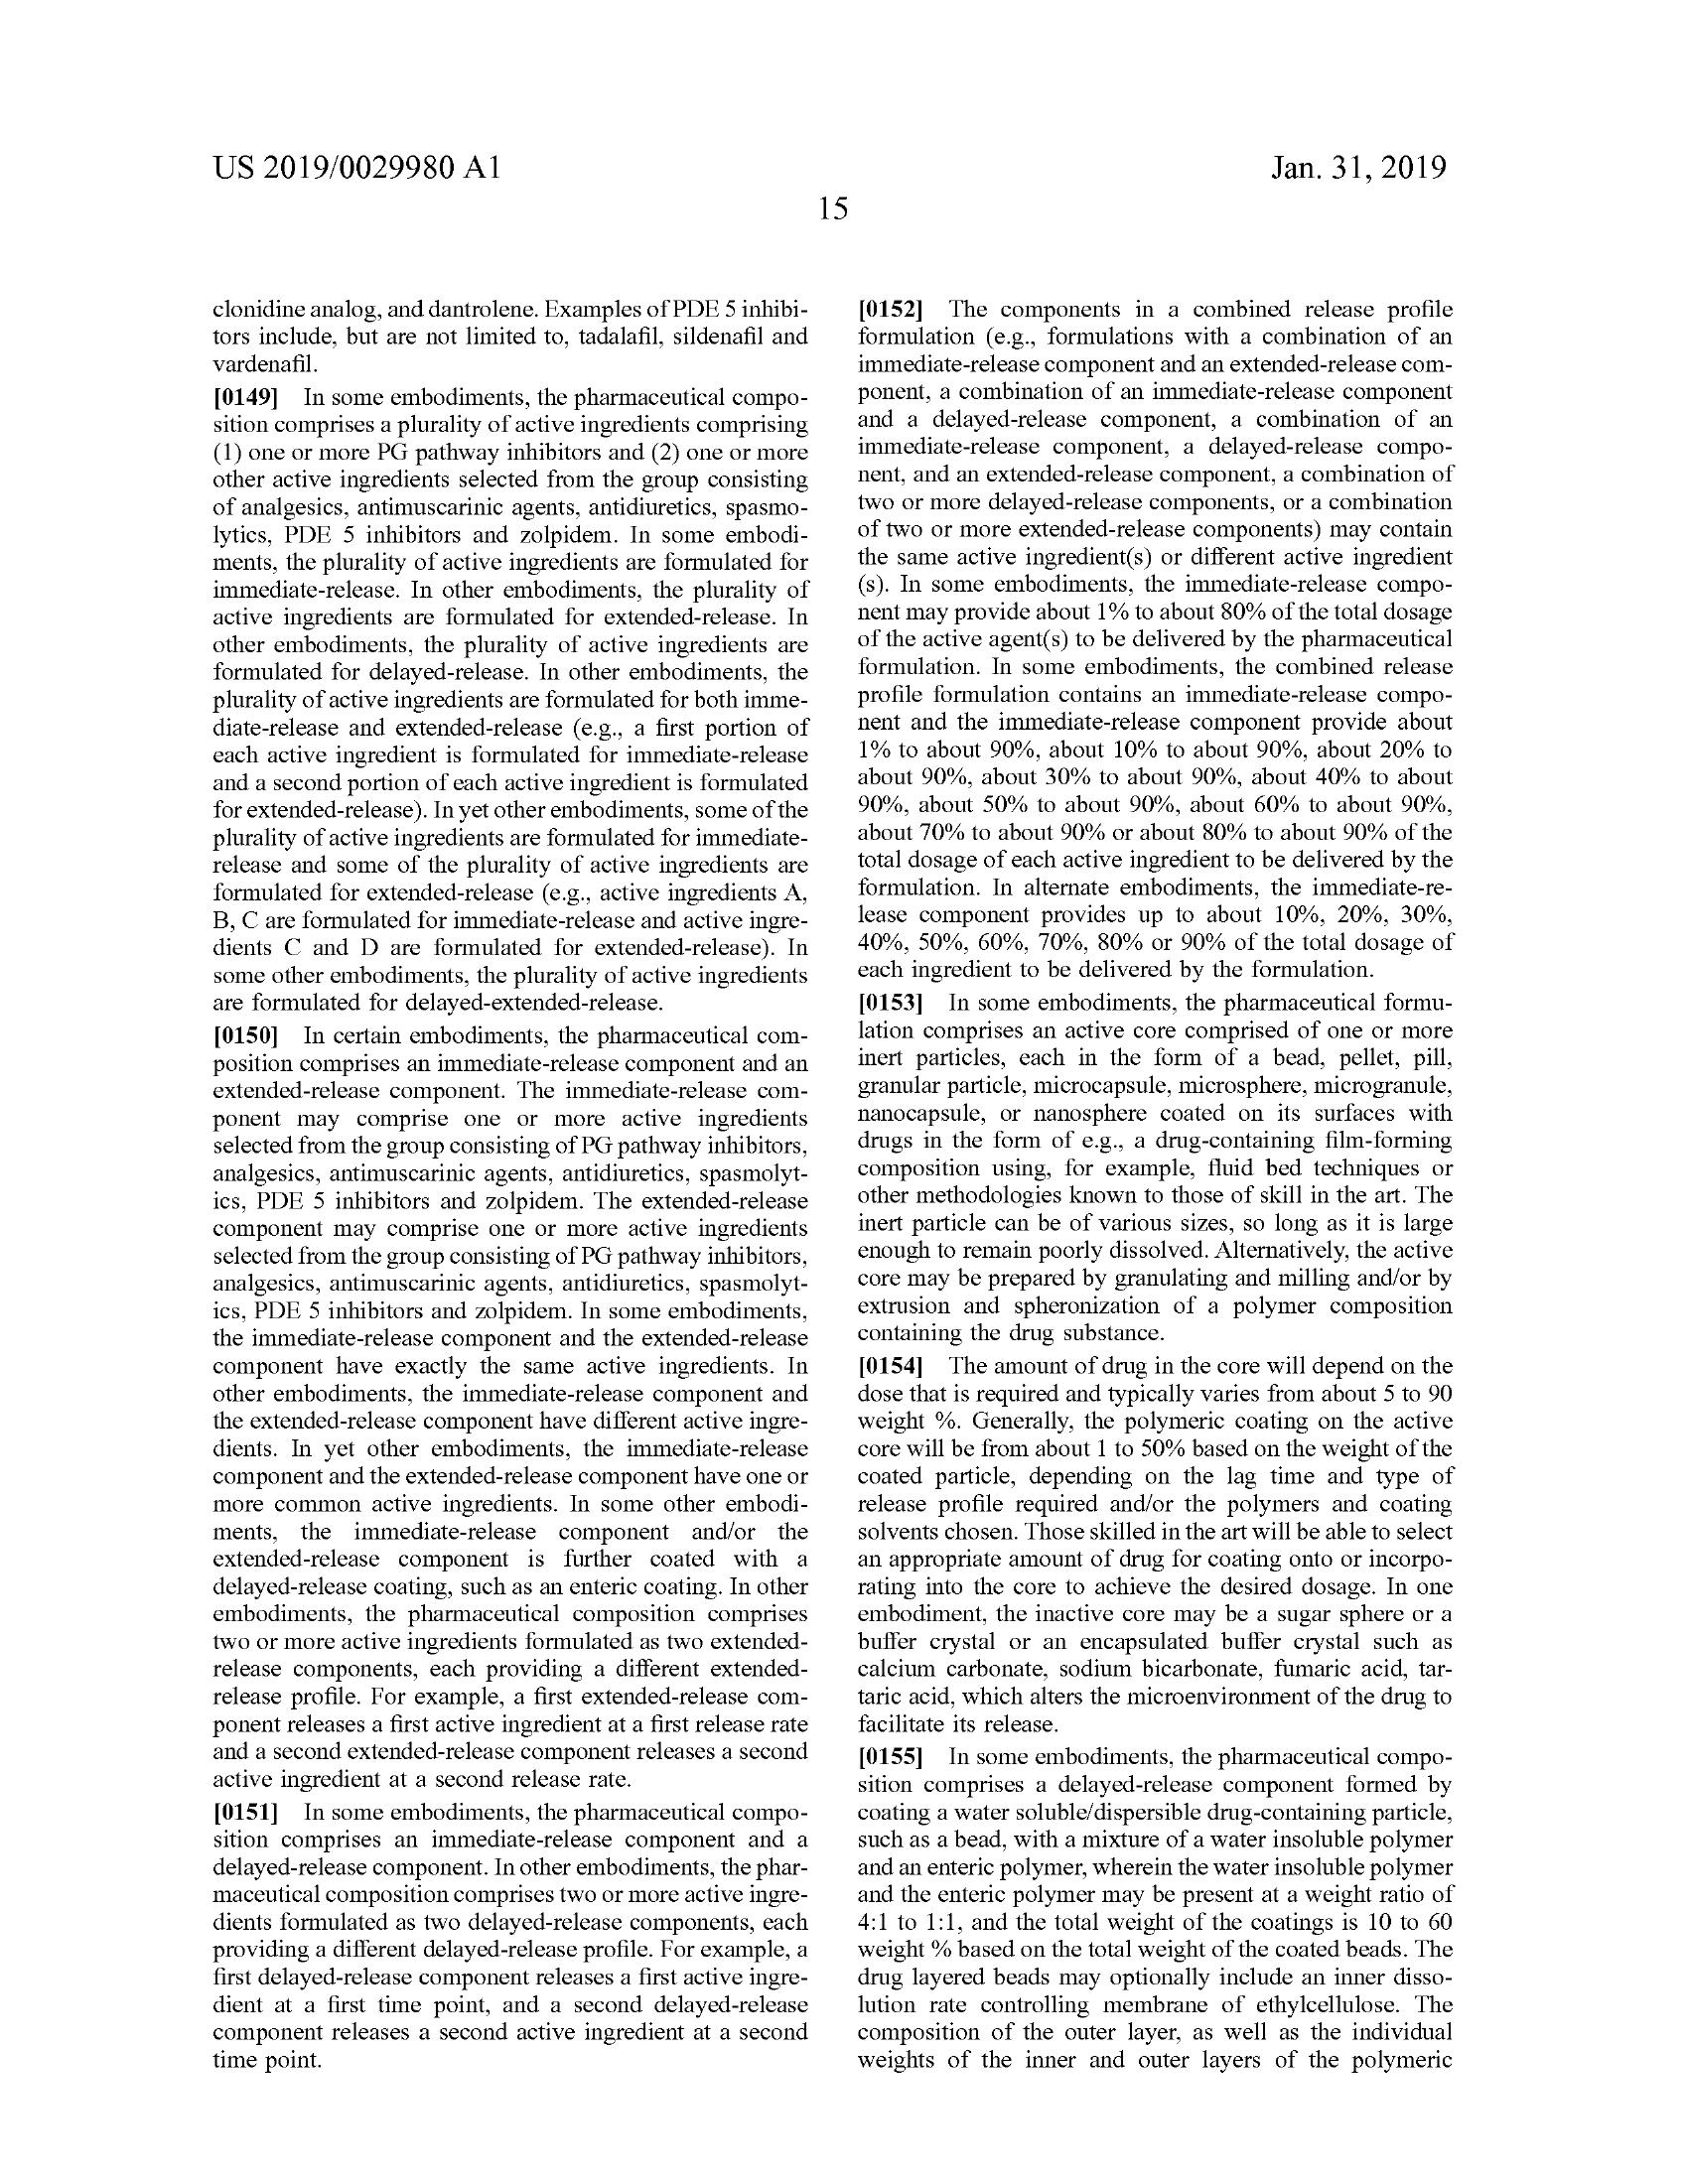 US 2019/0029980 A1
Jan. 31, 2019
15
clonidine analog, and dantrolene. Examples of PDE 5 inhibi-
tors include, but are not limited to, tadalafil, sildenafil and
vardenafil.
[0149] In some embodiments, the pharmaceutical compo-
sition comprises a plurality of active ingredients comprising
(1) one or more PG pathway inhibitors and (2) one or more
other active ingredients selected from the group consisting
of analgesics, antimuscarinic agents, antidiuretics, spasmo-
lytics, PDE 5 inhibitors and zolpidem. In some embodi-
ments, the plurality of active ingredients are formulated for
immediate-release. In other embodiments, the plurality of
active ingredients are formulated for extended-release. In
other embodiments, the plurality of active ingredients are
formulated for delayed-release. In other embodiments, the
plurality of active ingredients are formulated for both imme-
diate-release and extended-release (e.g., a first portion of
each active ingredient is formulated for immediate-release
and a second portion of each active ingredient is formulated
for extended-release). In yet other embodiments, some of the
plurality of active ingredients are formulated for immediate-
release and some of the plurality of active ingredients are
formulated for extended-release (e.g., active ingredients A,
B, C are formulated for immediate-release and active ingre-
dients C and D are formulated for extended-release). In
some other embodiments, the plurality of active ingredients
are formulated for delayed-extended-release.
[0150] In certain embodiments, the pharmaceutical com-
position comprises an immediate-release component and an
extended-release component. The immediate-release com-
ponent may comprise one or more active ingredients
selected from the group consisting of PG pathway inhibitors,
analgesics, antimuscarinic agents, antidiuretics, spasmolyt-
ics, PDE 5 inhibitors and zolpidem. The extended-release
component may comprise one or more active ingredients
selected from the group consisting of PG pathway inhibitors,
analgesics, antimuscarinic agents, antidiuretics, spasmolyt-
ics, PDE 5 inhibitors and zolpidem. In some embodiments,
the immediate-release component and the extended-release
component have exactly the same active ingredients. In
other embodiments, the immediate-release component and
the extended-release component have different active ingre-
dients. In yet other embodiments, the immediate-release
component and the extended-release component have one or
more common active ingredients. In some other embodi-
ments, the immediate-release component and/or the
extended-release component is further coated with a
delayed-release coating, such as an enteric coating. In other
embodiments, the pharmaceutical composition comprises
two or more active ingredients formulated as two extended-
release components, each providing a different extended-
release profile. For example, a first extended-release com-
ponent releases a first active ingredient at a first release rate
and a second extended-release component releases a second
active ingredient at a second release rate.
[0151] In some embodiments, the pharmaceutical compo-
sition comprises an immediate-release component and a
delayed-release component. In other embodiments, the phar-
maceutical composition comprises two or more active ingre-
dients formulated as two delayed-release components, each
providing a different delayed-release profile. For example, a
first delayed-release component releases a first active ingre-
dient at a first time point, and a second delayed-release
component releases a second active ingredient at a second
time point.
[0152] The components in a combined release profile
formulation (e.g., formulations with a combination of an
immediate-release component and an extended-release com-
ponent, a combination of an immediate-release component
and a delayed-release component, a combination of an
immediate-release component, a delayed-release compo-
nent, and an extended-release component, a combination of
two or more delayed-release components, or a combination
of two or more extended-release components) may contain
the same active ingredient(s) or different active ingredient
(s). In some embodiments, the immediate-release compo-
nent may provide about 1% to about 80% of the total dosage
of the active agent(s) to be delivered by the pharmaceutical
formulation. In some embodiments, the combined release
profile formulation contains an immediate-release compo-
nent and the immediate-release component provide about
1% to about 90%, about 10% to about 90%, about 20% to
about 90%, about 30% to about 90%, about 40% to about
90%, about 50% to about 90%, about 60% to about 90%,
about 70% to about 90% or about 80% to about 90% of the
total dosage of each active ingredient to be delivered by the
formulation. In alternate embodiments, the immediate-re-
lease component provides up to about 10%, 20%, 30%,
40%, 50%, 60%, 70%, 80% or 90% of the total dosage of
each ingredient to be delivered by the formulation.
[0153] In some embodiments, the pharmaceutical formu-
lation comprises an active core comprised of one or more
inert particles, each in the form of a bead, pellet, pill,
granular particle, microcapsule, microsphere, microgranule,
nanocapsule, or nanosphere coated on its surfaces with
drugs in the form of e.g., a drug-containing film-forming
composition using, for example, fluid bed techniques or
other methodologies known to those of skill in the art. The
inert particle can be of various sizes, so long as it is large
enough to remain poorly dissolved. Alternatively, the active
core may be prepared by granulating and milling and/or by
extrusion and spheronization of a polymer composition
containing the drug substance.
[0154] The amount of drug in the core will depend on the
dose that is required and typically varies from about 5 to 90
weight %. Generally, the polymeric coating on the active
core will be from about 1 to 50% based on the weight of the
coated particle, depending on the lag time and type of
release profile required and/or the polymers and coating
solvents chosen. Those skilled in the art will be able to select
an appropriate amount of drug for coating onto or incorpo-
rating into the core to achieve the desired dosage. In one
embodiment, the inactive core may be a sugar sphere or a
buffer crystal or an encapsulated buffer crystal such as
calcium carbonate, sodium bicarbonate, fumaric acid, tar-
taric acid, which alters the microenvironment of the drug to
facilitate its release.
[0155] In some embodiments, the pharmaceutical compo-
sition comprises a delayed-release component formed by
coating a water soluble/dispersible drug-containing particle,
such as a bead, with a mixture of a water insoluble polymer
and an enteric polymer, wherein the water insoluble polymer
and the enteric polymer may be present at a weight ratio of
4:1 to 1:1, and the total weight of the coatings is 10 to 60
weight % based on the total weight of the coated beads. The
drug layered beads may optionally include an inner disso-
lution rate controlling membrane of ethylcellulose. The
composition of the outer layer, as well as the individual
weights of the inner and outer layers of the polymeric